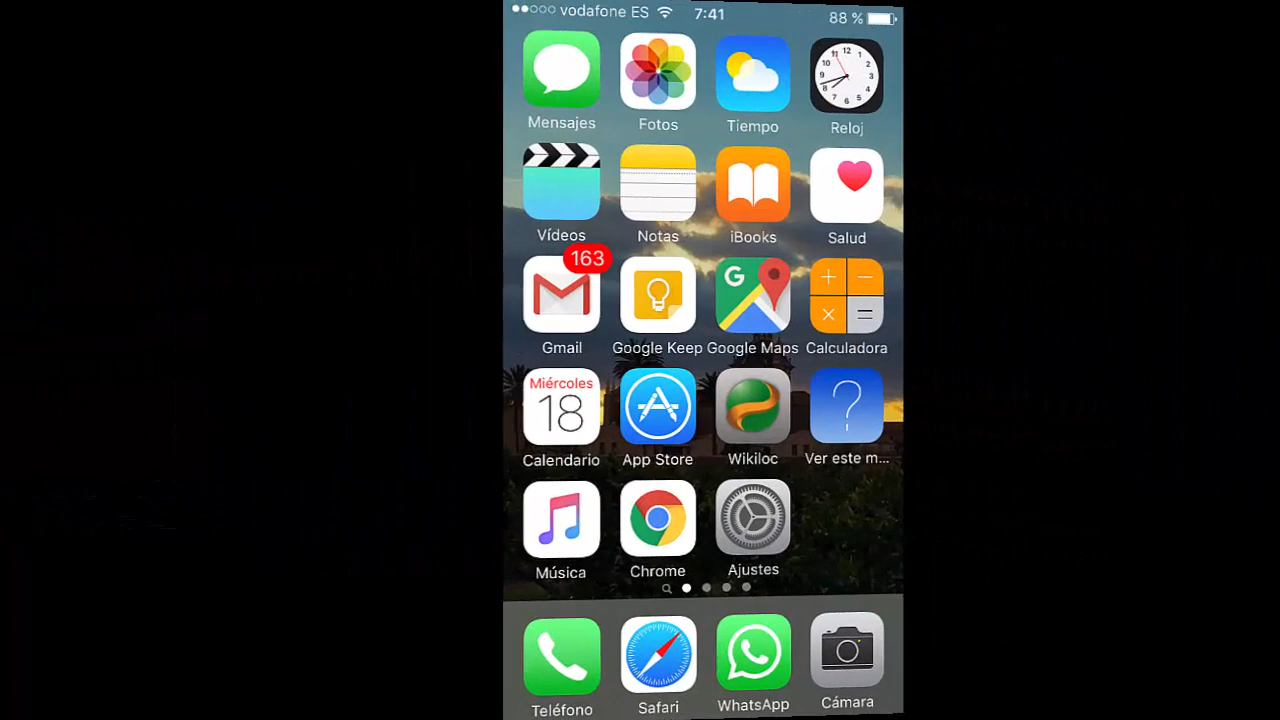 vodafone ES 7:41 88 %
Mensajes Fotos Tiempo Reloj
Vídeos Notas iBooks Salud
163
Gmail Google Keep Google Maps Calculadora
Miércoles
18
Calendario App Store Wikiloc Ver este m...
Música Chrome Ajustes
Teléfono Safari WhatsApp Cámara